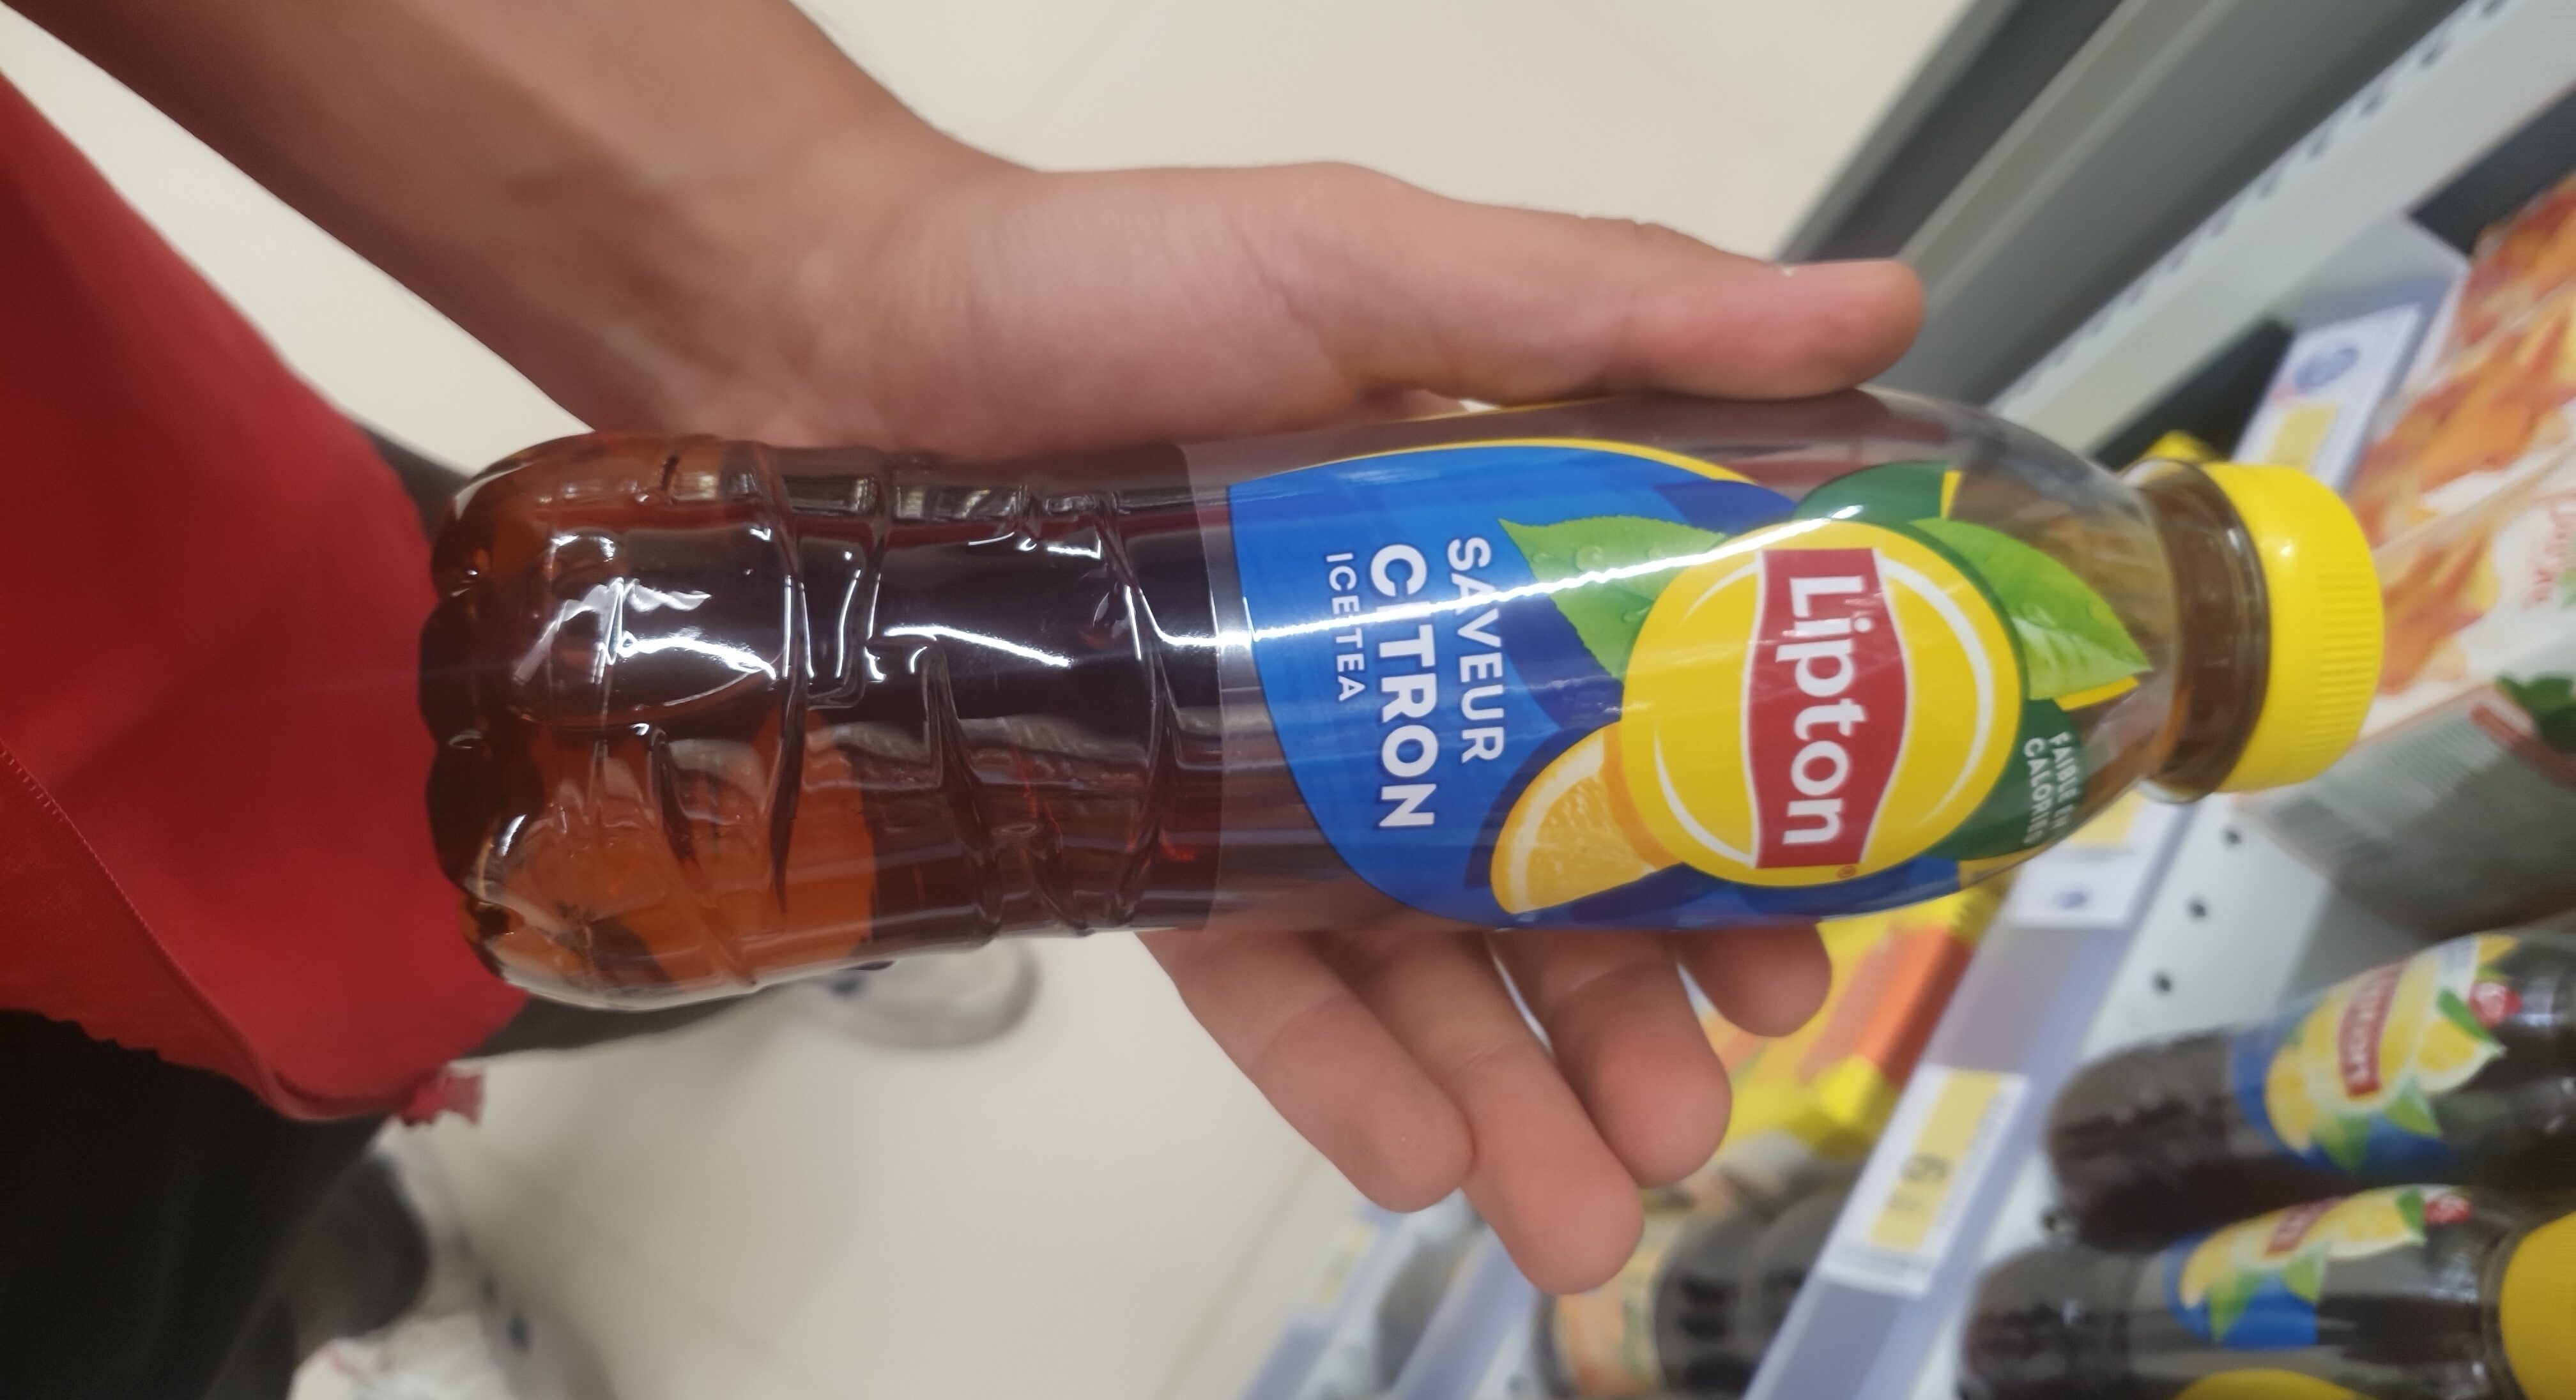 FAIBLE EN
CALORIES
Lipton
SAVEUR
CITRON
ICE TEA